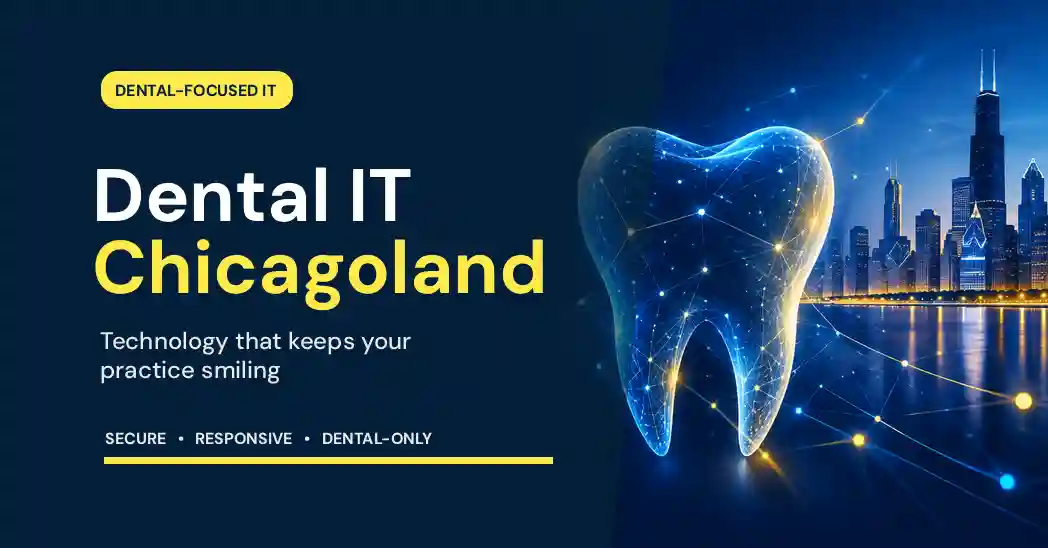 DENTAL-FOCUSED IT
Dental IT
Chicagoland
Technology that keeps your
practice smiling
SECURE • RESPONSIVE • DENTAL-ONLY